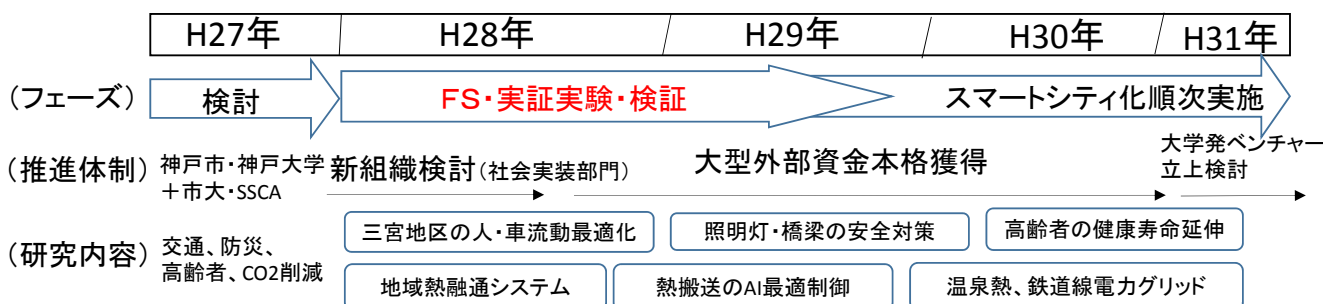 H27年 H28年 H29年 H30年 H31年
(フェーズ) 検討 FS・実証実験・検証 スマートシティ化順次実施
(推進体制) 神戸市・神戸大学 新組織検討(社会実装部門) 大型外部資金本格獲得 大学発ベンチャー
+市大・SSCA 立上検討
(研究内容) 交通、防災、 三宮地区の人・車流動最適化 照明灯・橋梁の安全対策 高齢者の健康寿命延伸
高齢者、CO2削減 地域熱融通システム 熱搬送のAI最適制御 温泉熱、鉄道線電力グリッド